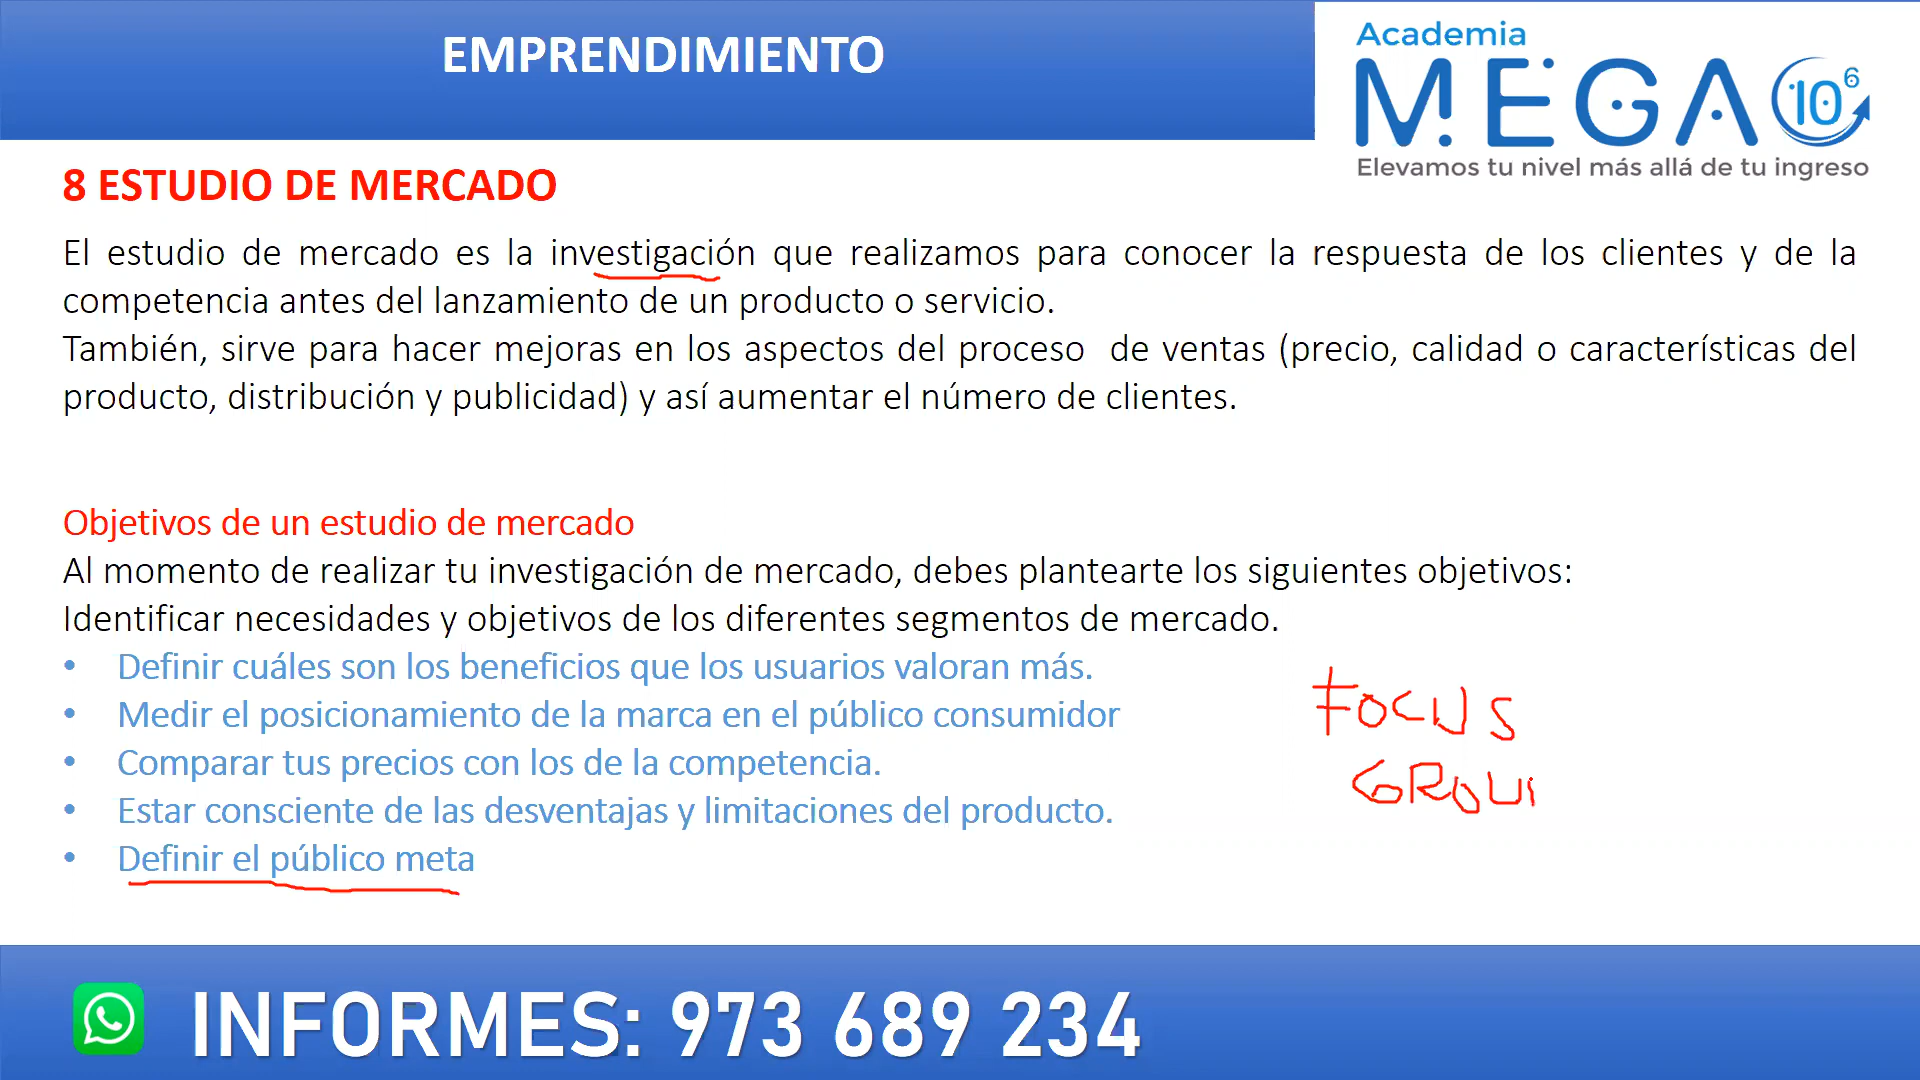 EMPRENDIMIENTO
Academia
MEGA 10⁶
Elevamos tu nivel más allá de tu ingreso
8 ESTUDIO DE MERCADO
El estudio de mercado es la investigación que realizamos para conocer la respuesta de los clientes y de la
competencia antes del lanzamiento de un producto o servicio.
También, sirve para hacer mejoras en los aspectos del proceso de ventas (precio, calidad o características del
producto, distribución y publicidad) y así aumentar el número de clientes.
Objetivos de un estudio de mercado
Al momento de realizar tu investigación de mercado, debes plantearte los siguientes objetivos:
Identificar necesidades y objetivos de los diferentes segmentos de mercado.
• Definir cuáles son los beneficios que los usuarios valoran más.
• Medir el posicionamiento de la marca en el público consumidor
• Comparar tus precios con los de la competencia.
• Estar consciente de las desventajas y limitaciones del producto.
• Definir el público meta
FOCUS
GROU
INFORMES: 973 689 234